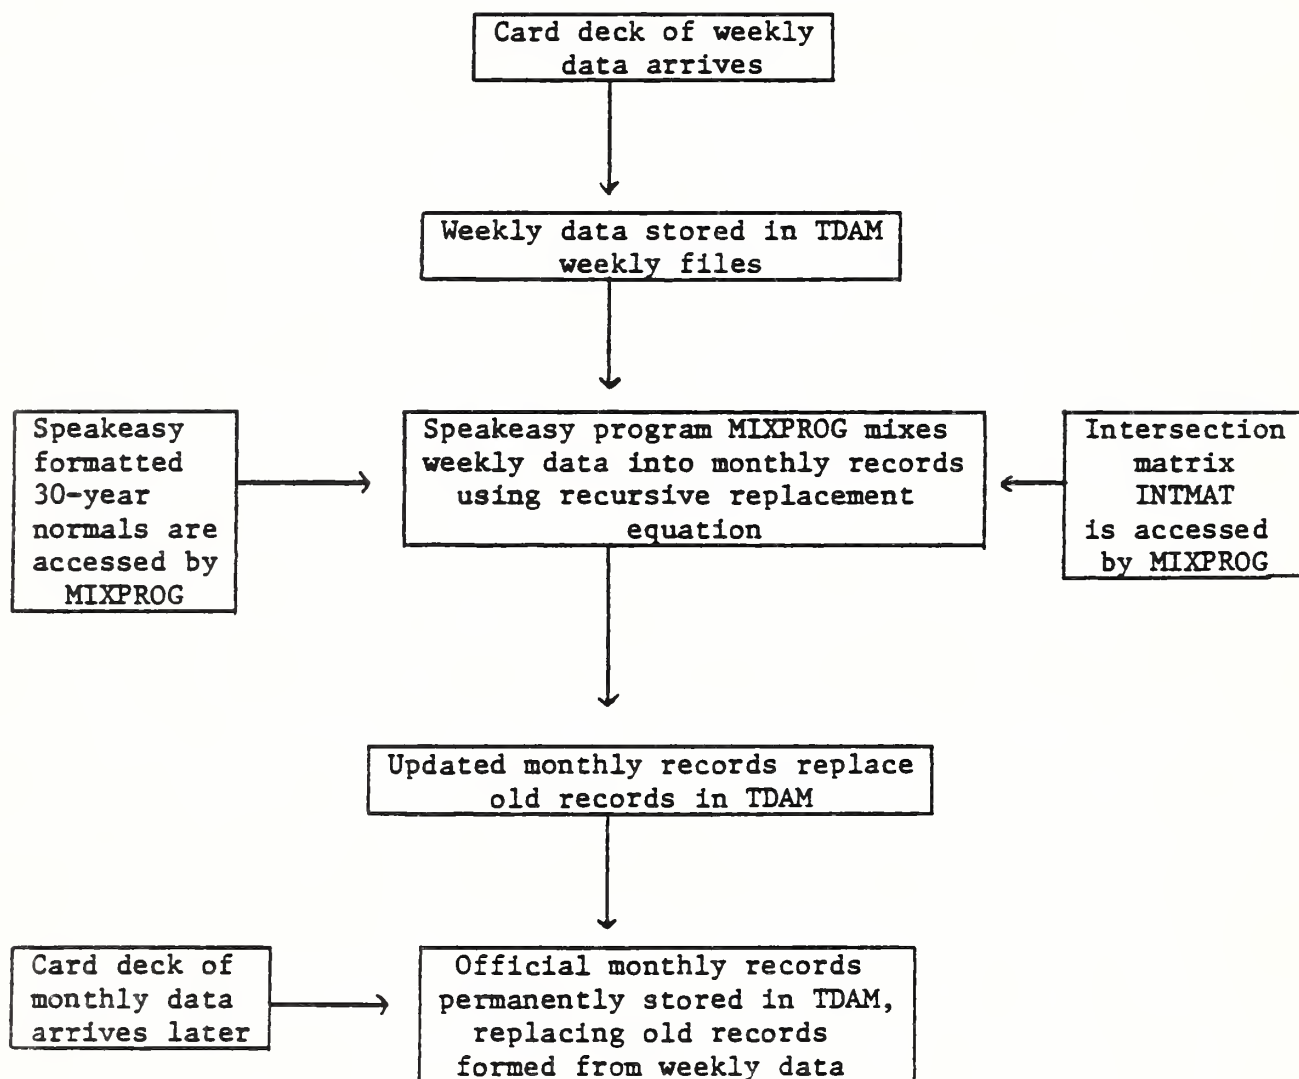 Card deck of weekly
data arrives
Weekly data stored in TDAM
weekly files
Speakeasy
formatted
30-year
normals are
accessed by
MIXPROG
Speakeasy program MIXPROG mixes
weekly data into monthly records
using recursive replacement
equation
Intersection
matrix
INTMAT
is accessed
by MIXPROG
Updated monthly records replace
old records in TDAM
Card deck of
monthly data
arrives later
Official monthly records
permanently stored in TDAM,
replacing old records
formed from weekly data